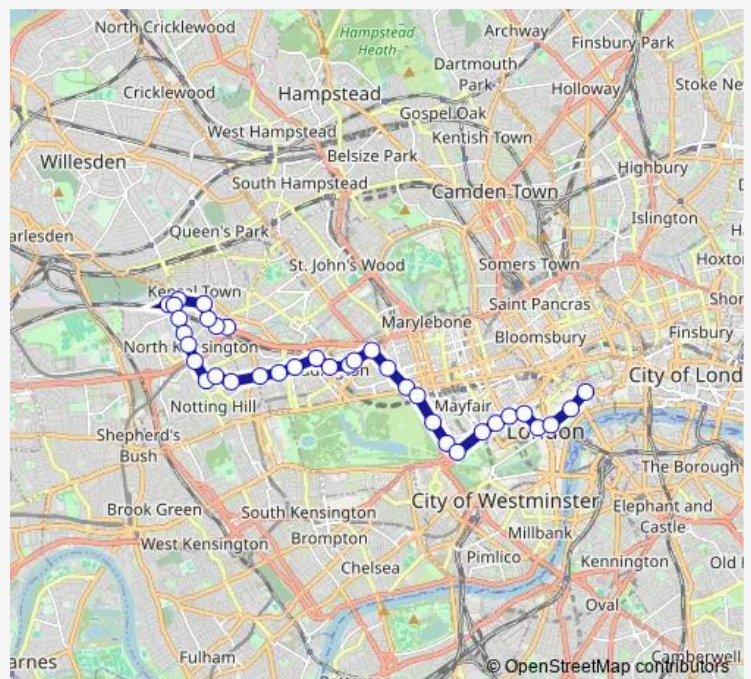 North Cricklewood
Hampstead
Heath
Archway
Finsbury Park
Dartmouth
Park
Cricklewood
Hampstead
Holloway
Stoke Ne
Gospel Oak
West Hampstead
Kentish Town
Willesden
Belsize Park
Highbury
South Hampstead
Camden Town
Islington
arlesden
Queen's Park
St. John's Wood
Somers Town
Hoxto
Kensal Town
Saint Pancras
Shor
Marylebone
Bloomsbury
Finsbury
North Kensington
City of Lond
Notting Hill
Mayfair
London
Shepherd's
Bush
The Borough
City of Westminster
Brook Green
South Kensington
Elephant and
Castle
West Kensington
Brompton
Millbank
Chelsea
Pimlico
Kennington
Old
Oval
arnes
Fulham
Camberwell
© OpenStreetMap contributors